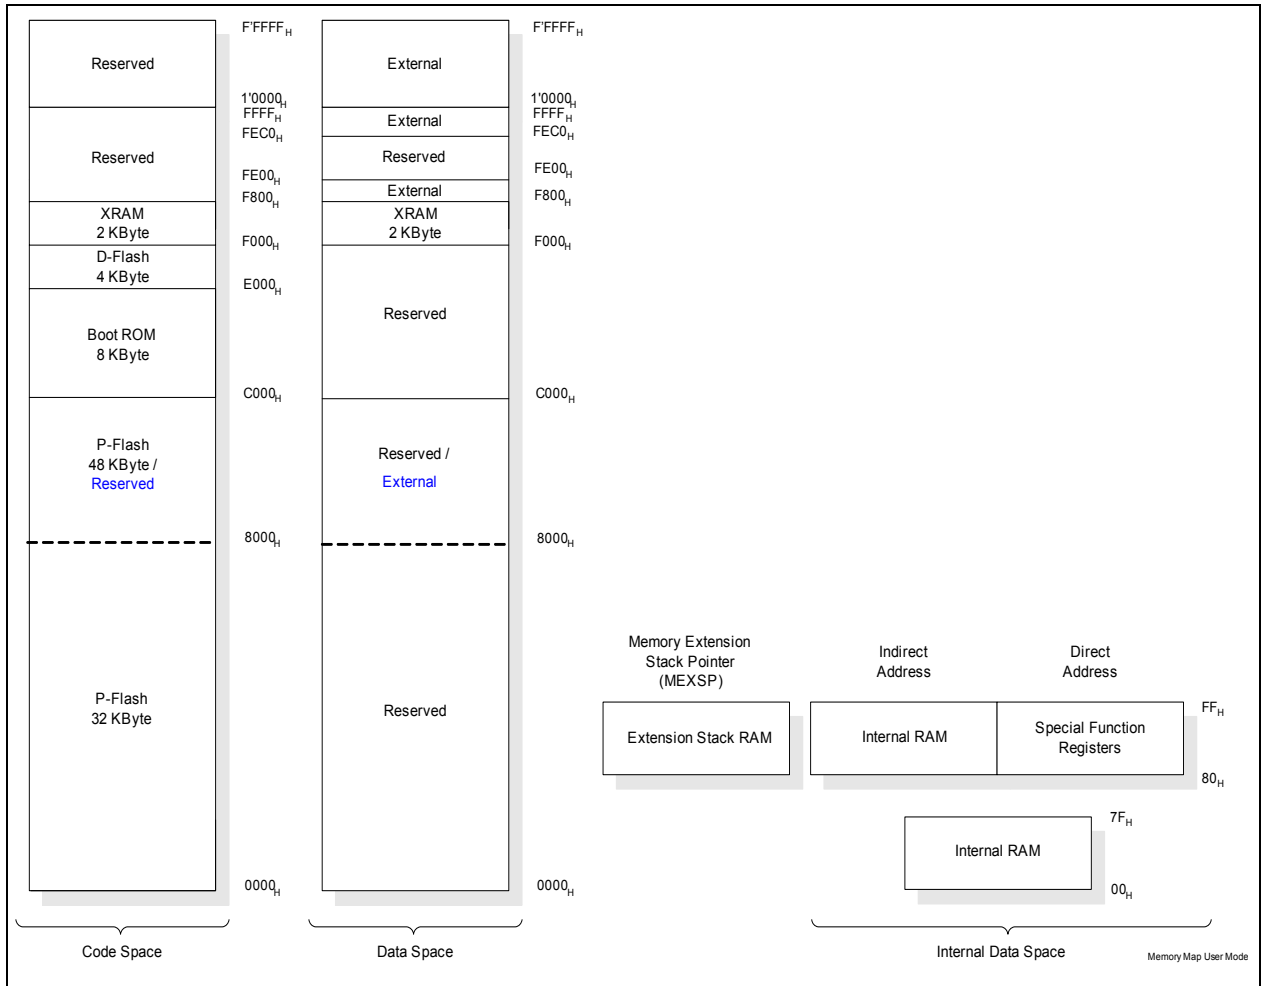 F'FFFFH
Reserved
1'0000H
FFFFH
FEC0H
Reserved
FE00H
F800H
XRAM
2 KByte
F000H
D-Flash
4 KByte
E000H
Boot ROM
8 KByte
C000H
P-Flash
48 KByte /
Reserved
8000H
P-Flash
32 KByte
0000H
Code Space
F'FFFFH
External
1'0000H
FFFFH
External
FEC0H
Reserved
FE00H
External
F800H
XRAM
2 KByte
F000H
Reserved
C000H
Reserved /
External
8000H
Reserved
0000H
Data Space
Memory Extension
Stack Pointer
(MEXSP)
Extension Stack RAM
Indirect
Address
Direct
Address
Internal RAM
Special Function
Registers
FFH
80H
7FH
Internal RAM
00H
Internal Data Space
Memory Map User Mode